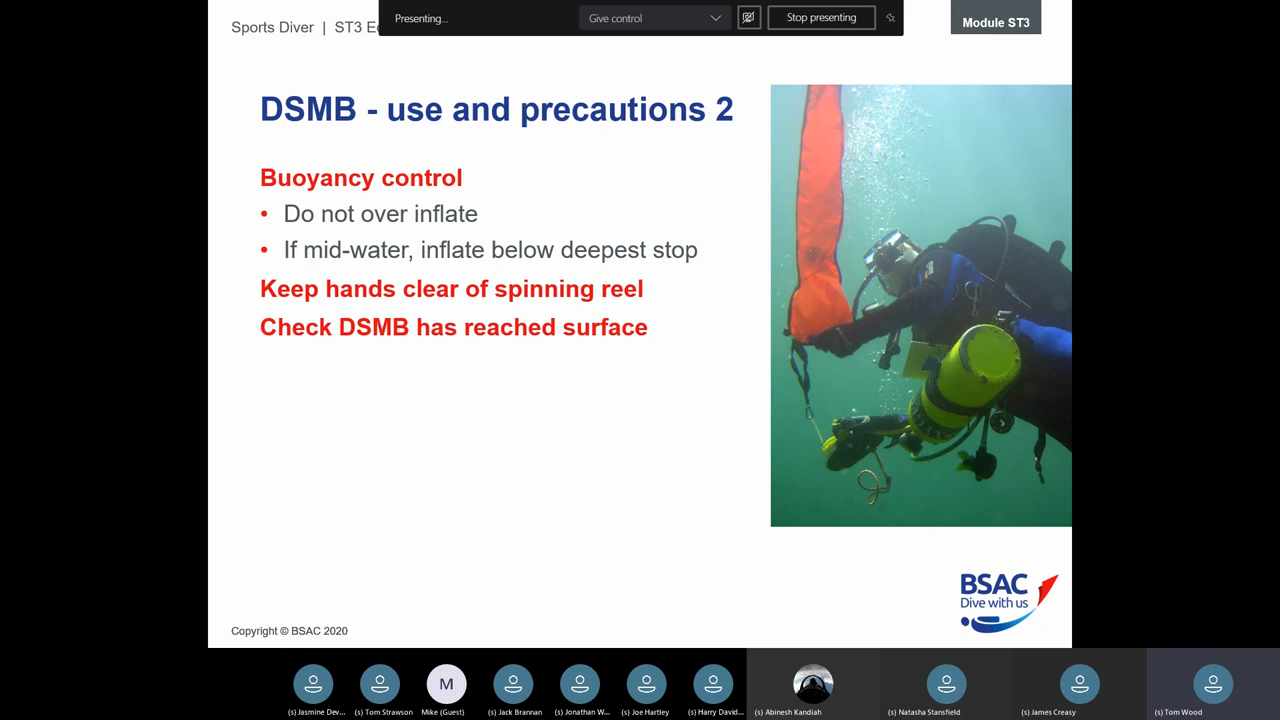 Sports Diver | ST3 E
Presenting...
Give control
Stop presenting
Module ST3
DSMB - use and precautions 2
Buoyancy control
• Do not over inflate
• If mid-water, inflate below deepest stop
Keep hands clear of spinning reel
Check DSMB has reached surface
BSAC
Dive with us
Copyright © BSAC 2020
M
(s) Jasmine Dev...
(s) Tom Strawson
Mike (Guest)
(s) Jack Brannan
(s) Jonathan W...
(s) Joe Hartley
(s) Harry David...
(s) Abinesh Kandiah
(s) Natasha Stansfield
(s) James Creasy
(s) Tom Wood